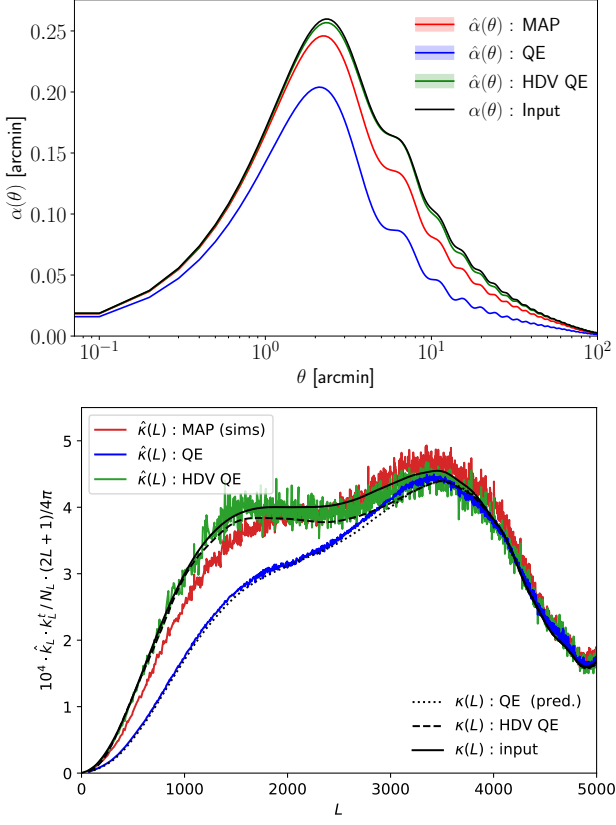 0.25
0.20
0.15
0.10
0.05
0.00
α(θ) [arcmin]
10⁻¹
10⁰
10¹
10²
θ [arcmin]
α̂(θ) : MAP
α̂(θ) : QE
α̂(θ) : HDV QE
α(θ) : Input
5
4
3
2
1
0
10⁴ · k̂_L · k_L^t / N_L · (2L + 1)/4π
κ̂(L) : MAP (sims)
κ̂(L) : QE
κ̂(L) : HDV QE
κ(L) : QE (pred.)
κ(L) : HDV QE
κ(L) : input
0
1000
2000
3000
4000
5000
L